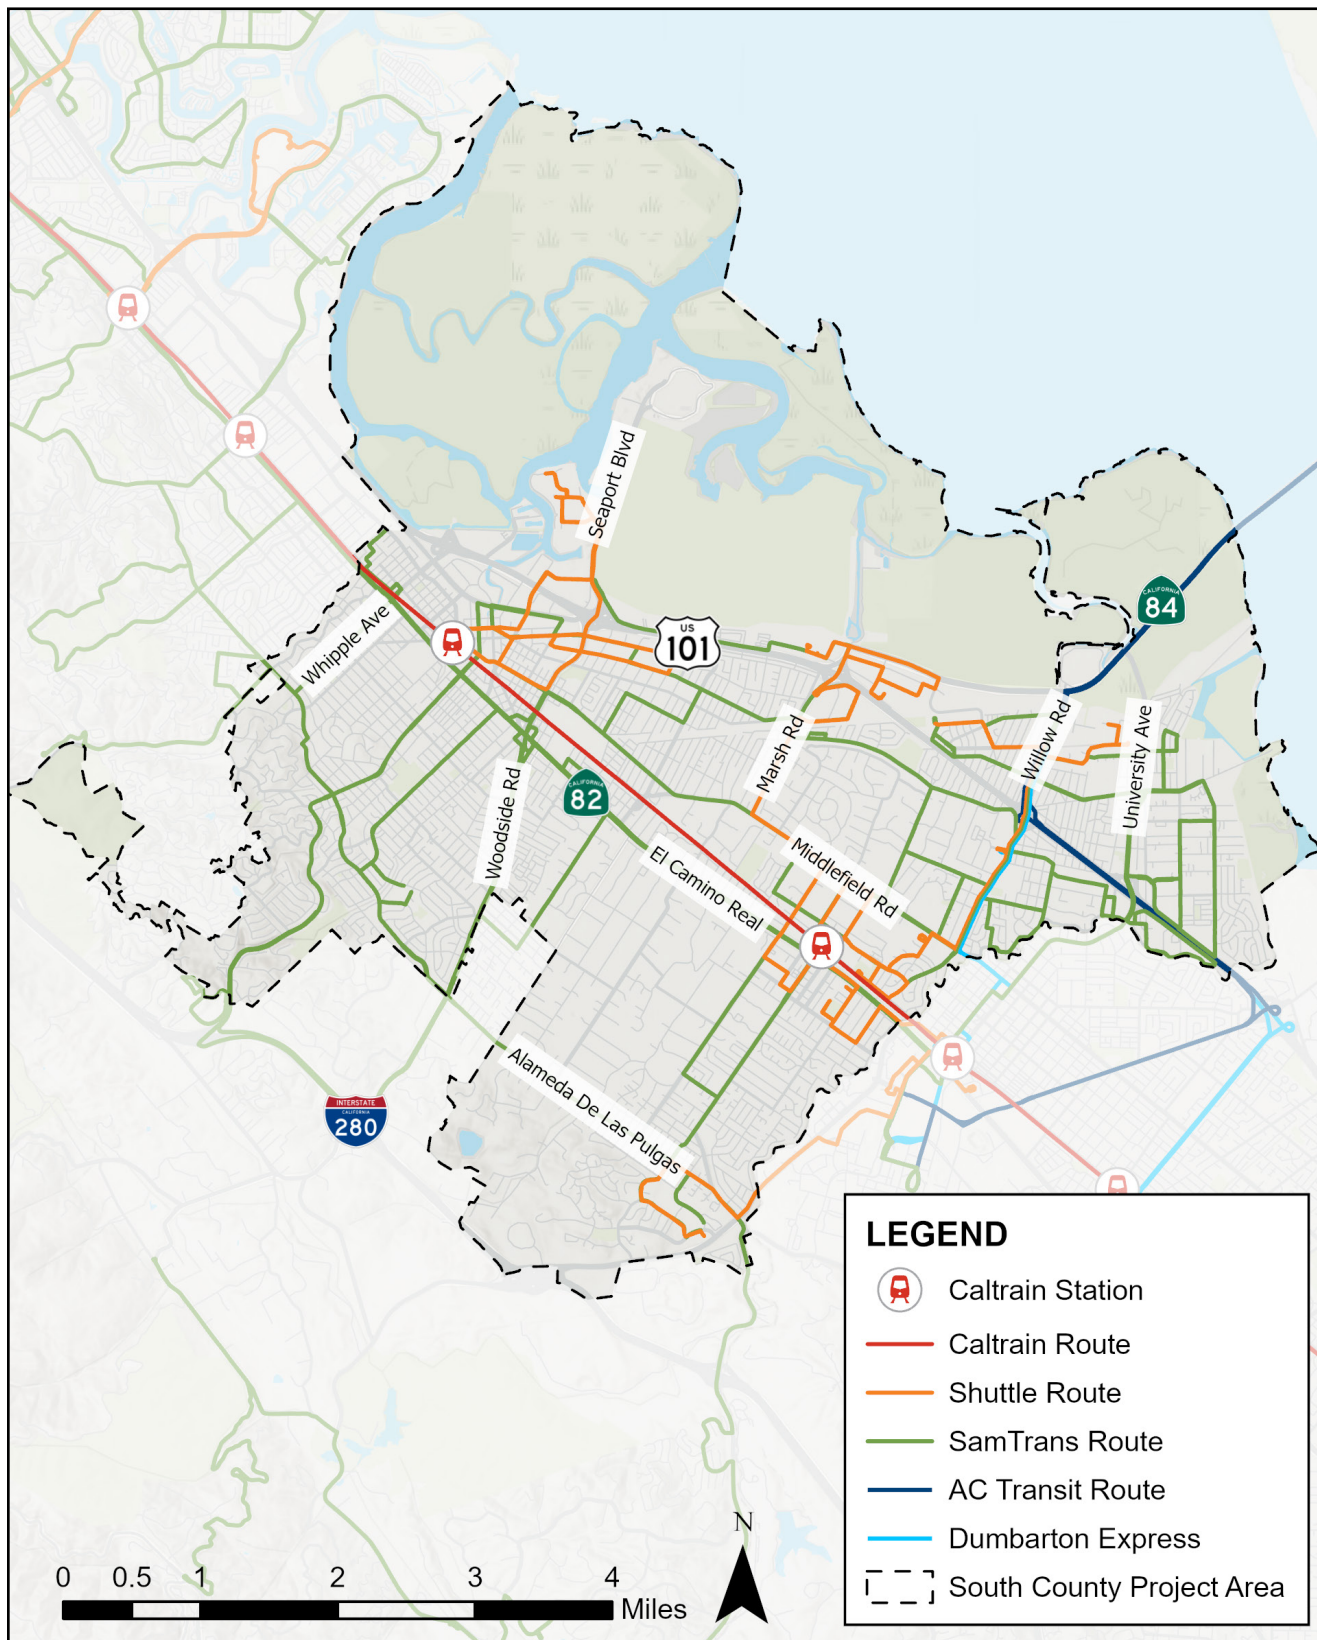 Seaport Blvd
CALIFORNIA
84
Whipple Ave
US
101
Willow Rd
University Ave
Marsh Rd
Woodside Rd
CALIFORNIA
82
Middlefield Rd
El Camino Real
Alameda De Las Pulgas
INTERSTATE
CALIFORNIA
280
LEGEND
Caltrain Station
Caltrain Route
Shuttle Route
SamTrans Route
AC Transit Route
Dumbarton Express
South County Project Area
N
0 0.5 1 2 3 4
Miles